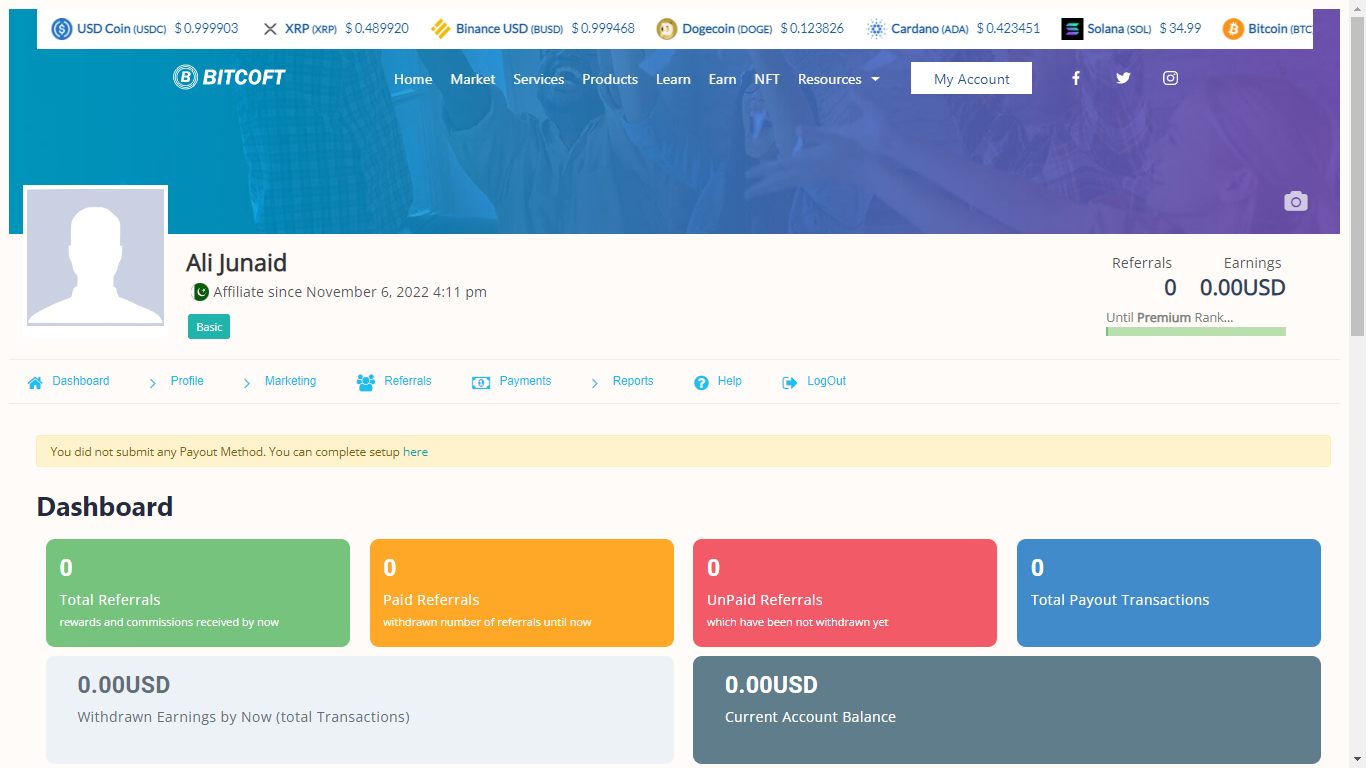 USD Coin (USDC) $ 0.999903 XRP (XRP) $ 0.489920 Binance USD (BUSD) $ 0.999468 Dogecoin (DOGE) $ 0.123826 Cardano (ADA) $ 0.423451 Solana (SOL) $ 34.99 Bitcoin (BTC
BITCOFT Home Market Services Products Learn Earn NFT Resources My Account
Ali Junaid
Affiliate since November 6, 2022 4:11 pm
Basic
Referrals Earnings
0 0.00USD
Until Premium Rank...
Dashboard Profile Marketing Referrals Payments Reports Help LogOut
You did not submit any Payout Method. You can complete setup here
Dashboard
0 0 0 0
Total Referrals Paid Referrals UnPaid Referrals Total Payout Transactions
rewards and commissions received by now withdrawn number of referrals until now which have been not withdrawn yet
0.00USD 0.00USD
Withdrawn Earnings by Now (total Transactions) Current Account Balance